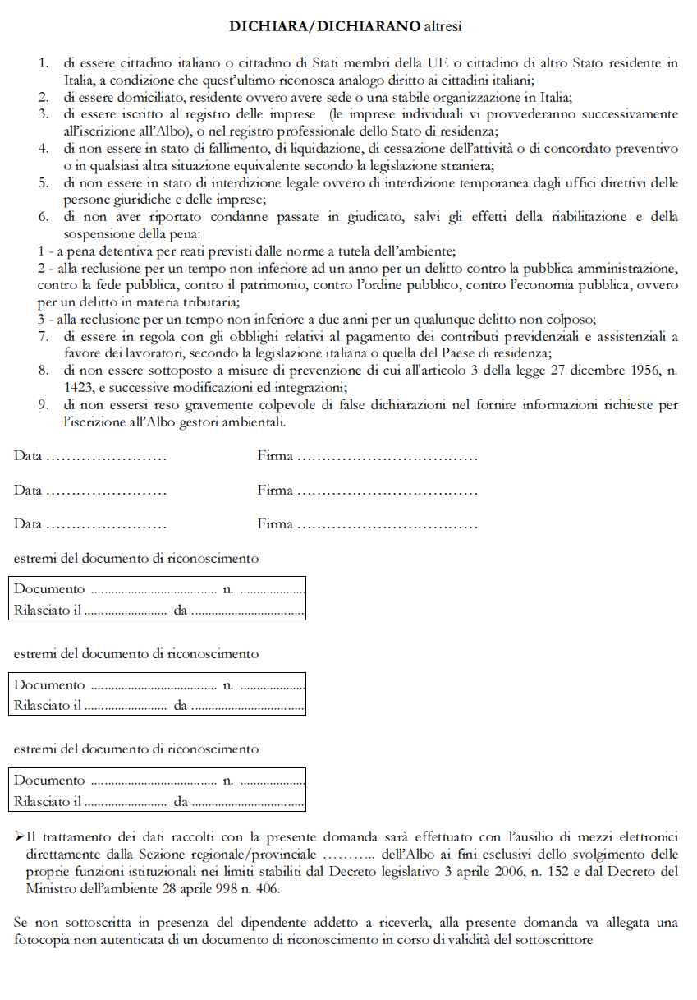 DICHIARA/DICHIARANO altresì
1. di essere cittadino italiano o cittadino di Stati membri della UE o cittadino di altro Stato residente in
Italia, a condizione che quest'ultimo riconosca analogo diritto ai cittadini italiani;
2. di essere domiciliato, residente ovvero avere sede o una stabile organizzazione in Italia;
3. di essere iscritto al registro delle imprese (le imprese individuali vi provvederanno successivamente
all'iscrizione all'Albo), o nel registro professionale dello Stato di residenza;
4. di non essere in stato di fallimento, di liquidazione, di cessazione dell'attività o di concordato preventivo
o in qualsiasi altra situazione equivalente secondo la legislazione straniera;
5. di non essere in stato di interdizione legale ovvero di interdizione temporanea dagli uffici direttivi delle
persone giuridiche e delle imprese;
6. di non aver riportato condanne passate in giudicato, salvi gli effetti della riabilitazione e della
sospensione della pena:
1 - a pena detentiva per reati previsti dalle norme a tutela dell'ambiente;
2 - alla reclusione per un tempo non inferiore ad un anno per un delitto contro la pubblica amministrazione,
contro la fede pubblica, contro il patrimonio, contro l'ordine pubblico, contro l'economia pubblica, ovvero
per un delitto in materia tributaria;
3 - alla reclusione per un tempo non inferiore a due anni per un qualunque delitto non colposo;
7. di essere in regola con gli obblighi relativi al pagamento dei contributi previdenziali e assistenziali a
favore dei lavoratori, secondo la legislazione italiana o quella del Paese di residenza;
8. di non essere sottoposto a misure di prevenzione di cui all'articolo 3 della legge 27 dicembre 1956, n.
1423, e successive modificazioni ed integrazioni;
9. di non essersi reso gravemente colpevole di false dichiarazioni nel fornire informazioni richieste per
l'iscrizione all'Albo gestori ambientali.
Data …………………… Firma ………………………………
Data …………………… Firma ………………………………
Data …………………… Firma ………………………………
estremi del documento di riconoscimento
Documento ...................................... n. ....................
Rilasciato il ......................... da ..................................
estremi del documento di riconoscimento
Documento ...................................... n. ....................
Rilasciato il ......................... da ..................................
estremi del documento di riconoscimento
Documento ...................................... n. ....................
Rilasciato il ......................... da ..................................
➢Il trattamento dei dati raccolti con la presente domanda sarà effettuato con l'ausilio di mezzi elettronici
direttamente dalla Sezione regionale/provinciale ……….. dell'Albo ai fini esclusivi dello svolgimento delle
proprie funzioni istituzionali nei limiti stabiliti dal Decreto legislativo 3 aprile 2006, n. 152 e dal Decreto del
Ministro dell'ambiente 28 aprile 998 n. 406.
Se non sottoscritta in presenza del dipendente addetto a riceverla, alla presente domanda va allegata una
fotocopia non autenticata di un documento di riconoscimento in corso di validità del sottoscrittore